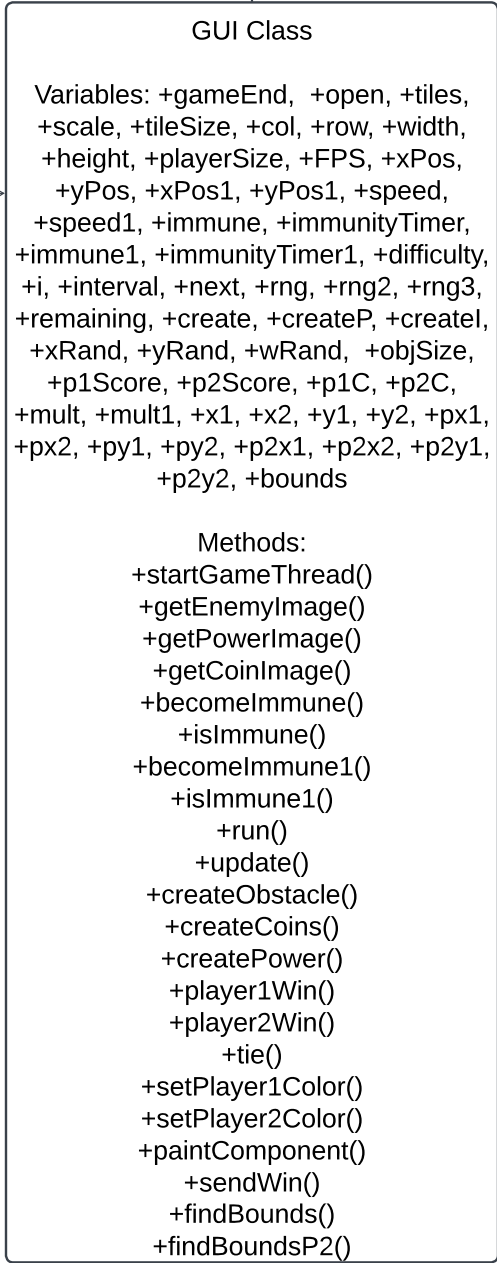 GUI Class
Variables: +gameEnd,  +open, +tiles,
+scale, +tileSize, +col, +row, +width,
+height, +playerSize, +FPS, +xPos,
+yPos, +xPos1, +yPos1, +speed,
+speed1, +immune, +immunityTimer,
+immune1, +immunityTimer1, +difficulty,
+i, +interval, +next, +rng, +rng2, +rng3,
+remaining, +create, +createP, +createI,
+xRand, +yRand, +wRand,  +objSize,
+p1Score, +p2Score, +p1C, +p2C,
+mult, +mult1, +x1, +x2, +y1, +y2, +px1,
+px2, +py1, +py2, +p2x1, +p2x2, +p2y1,
+p2y2, +bounds
Methods:
+startGameThread()
+getEnemyImage()
+getPowerImage()
+getCoinImage()
+becomeImmune()
+isImmune()
+becomeImmune1()
+isImmune1()
+run()
+update()
+createObstacle()
+createCoins()
+createPower()
+player1Win()
+player2Win()
+tie()
+setPlayer1Color()
+setPlayer2Color()
+paintComponent()
+sendWin()
+findBounds()
+findBoundsP2()